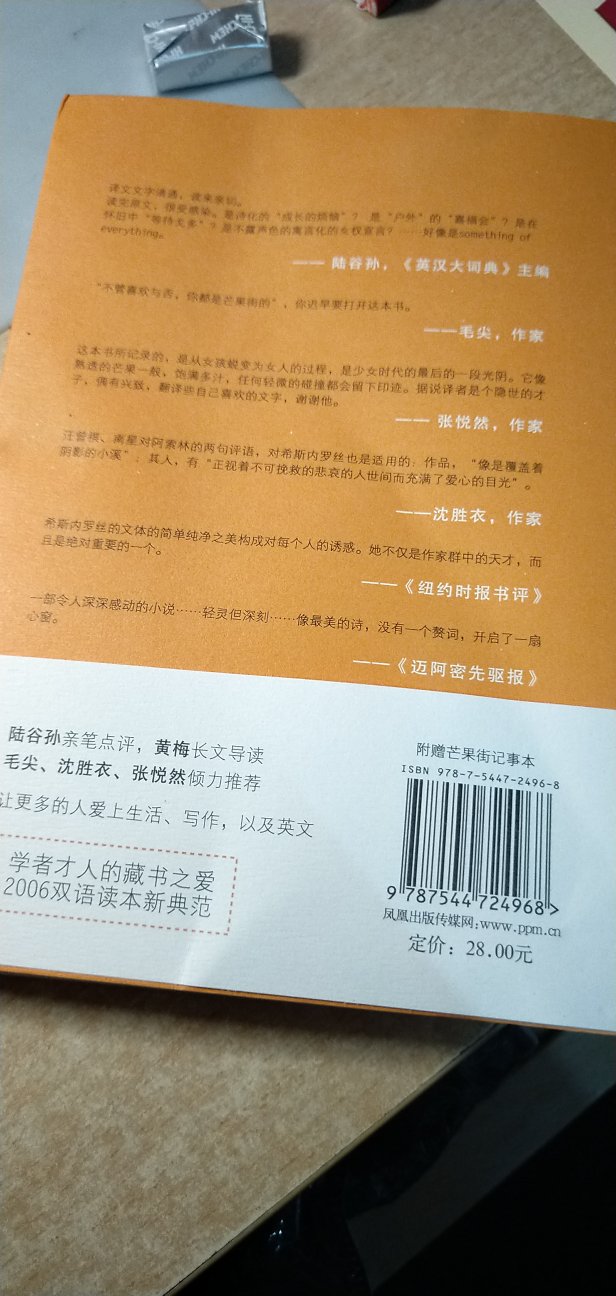 译文文字清通，读来亲切。
读完原文，很受感染。是诗化的“成长的烦恼”？是“户外”的“喜福会”？是在
怀旧中“等待戈多”？是不露声色的寓言化的女权宣言？……好像是something of
everything。
——陆谷孙，《英汉大词典》主编
“不管喜欢与否，你都是芒果街的”，你迟早要打开这本书。
——毛尖，作家
这本书所记录的，是从女孩蜕变为女人的过程，是少女时代的最后的一段光阴。它像
熟透的芒果一般，饱满多汁，任何轻微的碰撞都会留下印迹。据说译者是个隐世的才
子，偶有兴致，翻译些自己喜欢的文字，谢谢他。
——张悦然，作家
汪曾祺、南星对阿索林的两句评语，对希斯内罗丝也是适用的：作品，“像是覆盖着
阴影的小溪”；其人，有“正视着不可挽救的悲哀的人世间而充满了爱心的目光”。
——沈胜衣，作家
希斯内罗丝的文体的简单纯净之美构成对每个人的诱惑。她不仅是作家群中的天才，而
且是绝对重要的一个。
——《纽约时报书评》
一部令人深深感动的小说……轻灵但深刻……像最美的诗，没有一个赘词，开启了一扇
心窗。
——《迈阿密先驱报》
陆谷孙亲笔点评，黄梅长文导读
毛尖、沈胜衣、张悦然倾力推荐
让更多的人爱上生活、写作，以及英文
学者才人的藏书之爱
2006双语读本新典范
附赠芒果街记事本
ISBN 978-7-5447-2496-8
9 787544 724968 >
凤凰出版传媒网:www.ppm.cn
定价：28.00元